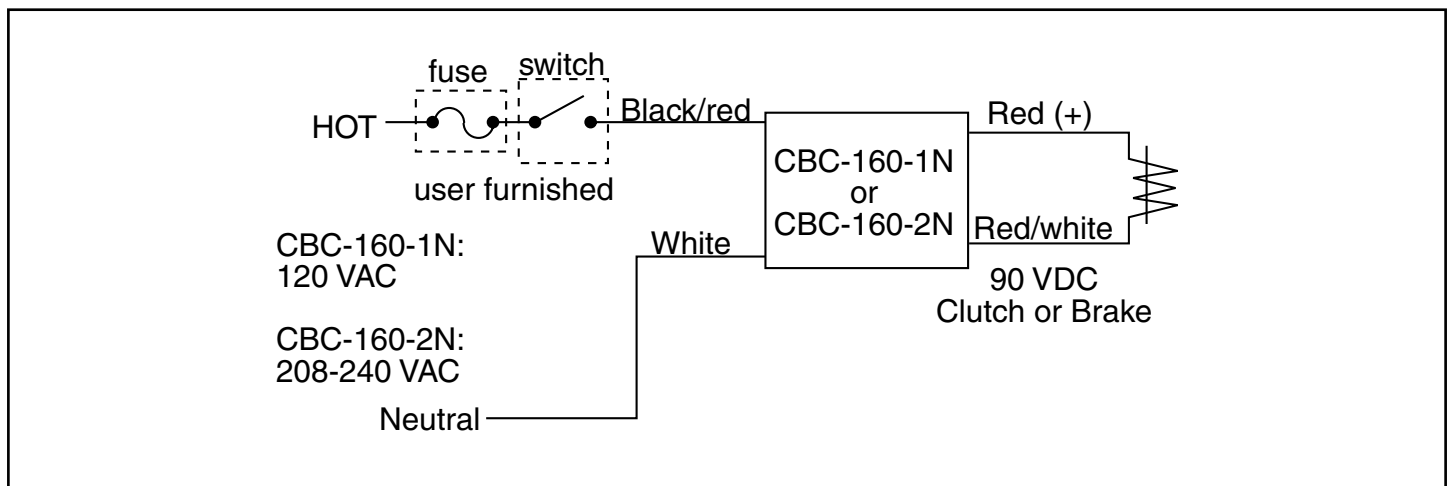 fuse
switch
HOT
Black/red
Red (+)
user furnished
CBC-160-1N
or
CBC-160-2N
White
Red/white
CBC-160-1N:
120 VAC
90 VDC
Clutch or Brake
CBC-160-2N:
208-240 VAC
Neutral